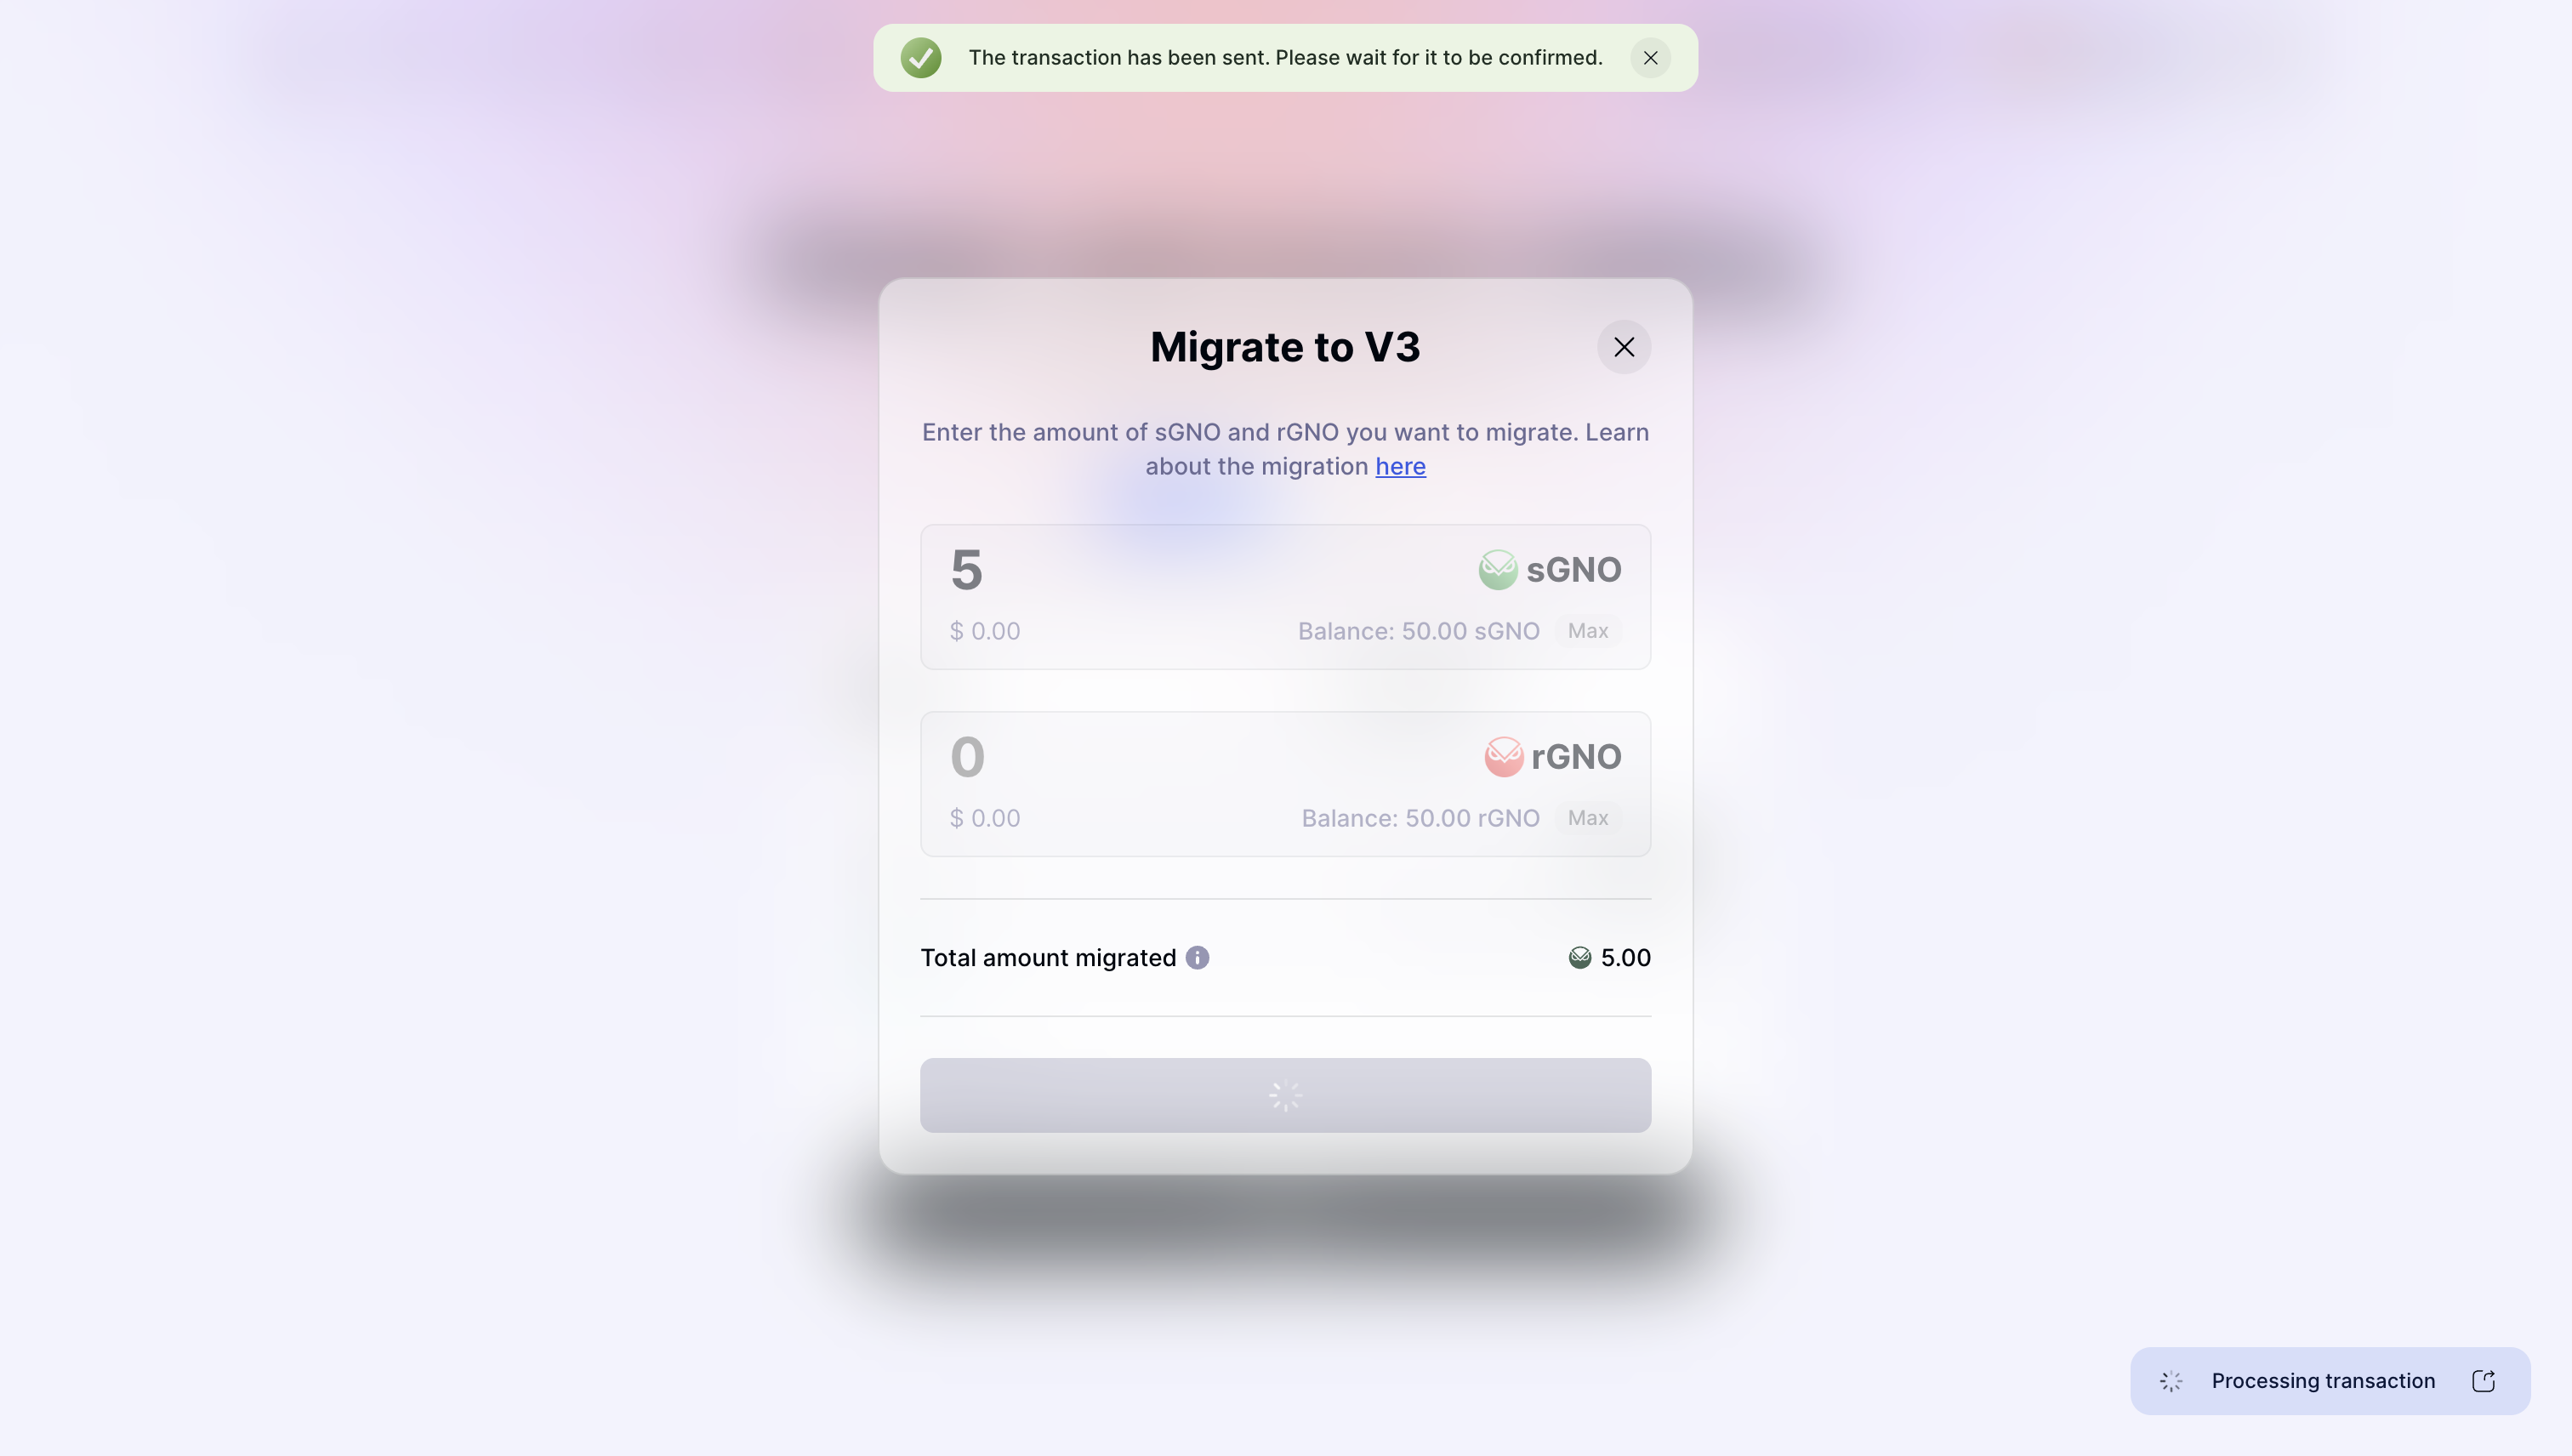 The transaction has been sent. Please wait for it to be confirmed.
Migrate to V3
Enter the amount of sGNO and rGNO you want to migrate. Learn
about the migration here
5
sGNO
$ 0.00
Balance: 50.00 sGNO
Max
0
rGNO
$ 0.00
Balance: 50.00 rGNO
Max
Total amount migrated
5.00
Processing transaction